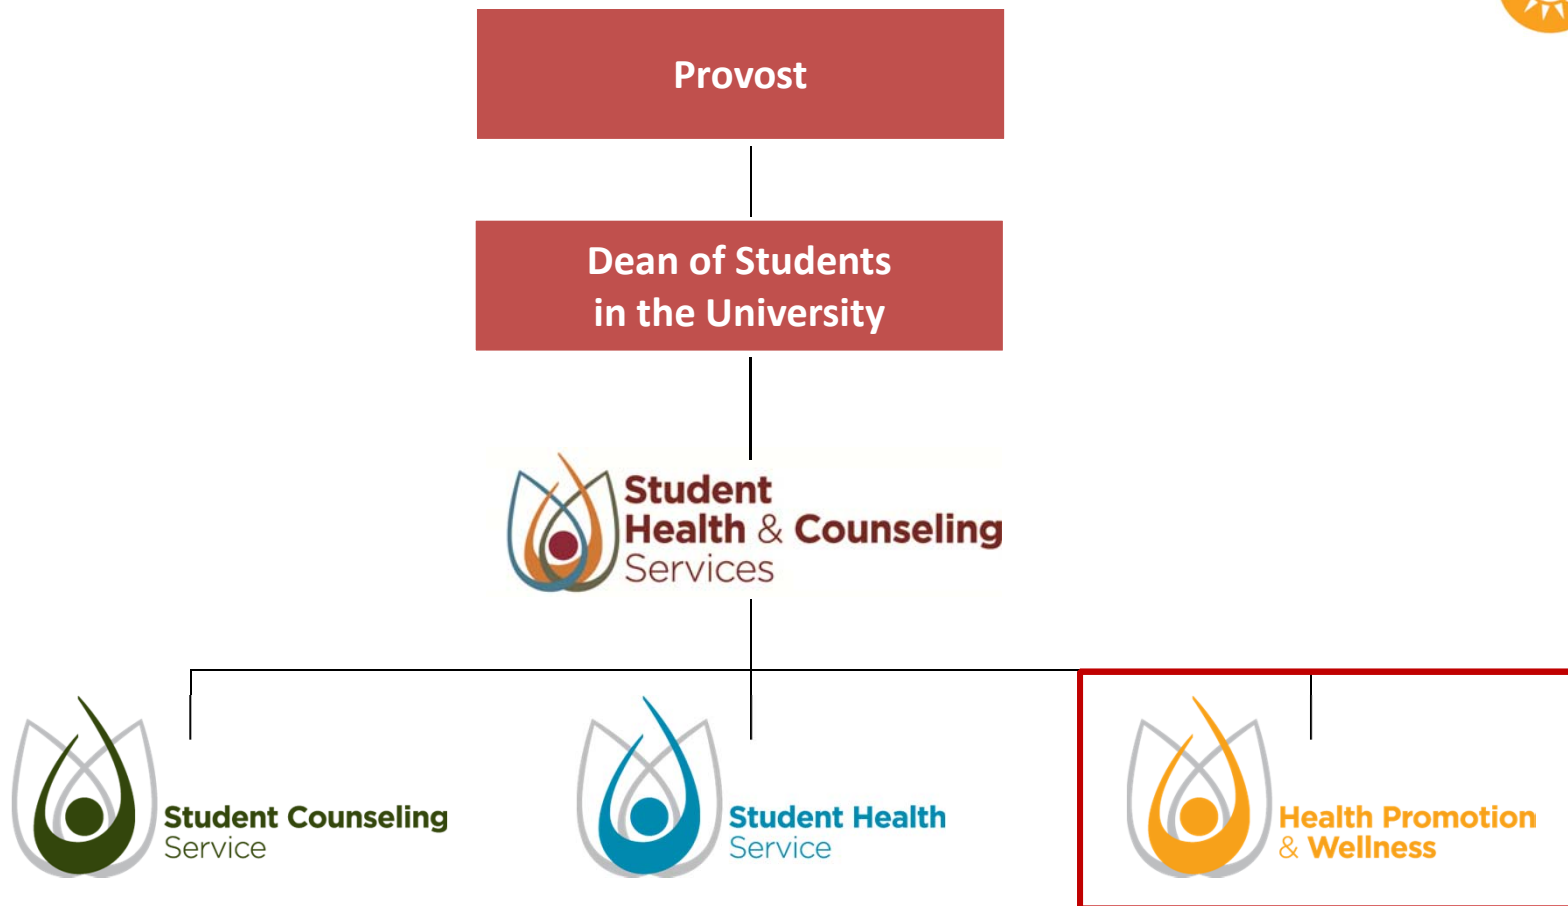 Provost
Dean of Students
in the University
Student
Health & Counseling
Services
Student Counseling
Service
Student Health
Service
Health Promotion
& Wellness